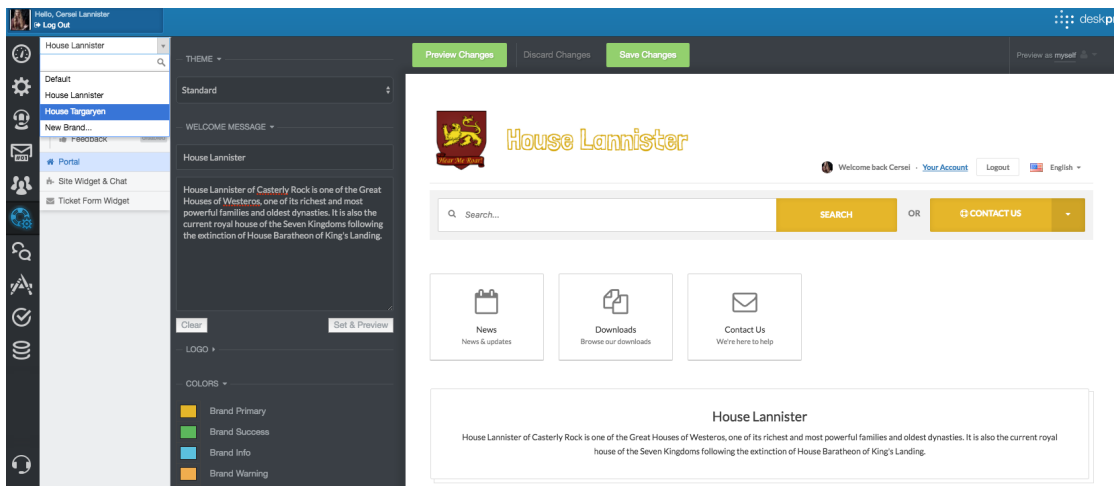 Hello, Cersei Lannister
Log Out
deskpr
House Lannister
Default
House Lannister
House Targaryen
New Brand...
Feedback
Portal
Site Widget & Chat
Ticket Form Widget
#01
THEME
Standard
WELCOME MESSAGE
House Lannister
House Lannister of Casterly Rock is one of the Great
Houses of Westeros, one of its richest and most
powerful families and oldest dynasties. It is also the
current royal house of the Seven Kingdoms following
the extinction of House Baratheon of King's Landing.
Clear
Set & Preview
LOGO
COLORS
Brand Primary
Brand Success
Brand Info
Brand Warning
Preview Changes
Discard Changes
Save Changes
Preview as myself
Hear Me Roar!
House Lannister
Welcome back Cersei - Your Account
Logout
English
Search...
SEARCH
OR
CONTACT US
News
News & updates
Downloads
Browse our downloads
Contact Us
We're here to help
House Lannister
House Lannister of Casterly Rock is one of the Great Houses of Westeros, one of its richest and most powerful families and oldest dynasties. It is also the current royal
house of the Seven Kingdoms following the extinction of House Baratheon of King's Landing.